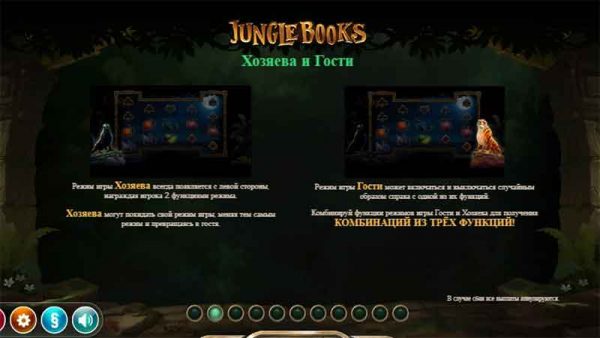 JUNGLE BOOKS
Хозяева и Гости
Режим игры Хозяева всегда появляется с левой стороны,
награждая игрока 2 функциями режима.
Хозяева могут покидать свой режим игры, меняя тем самым
режим и превращаясь в гостя.
Режим игры Гости может включаться и выключаться случайным
образом справа с одной из их функций.
Комбинируй функции режимов игры Гости и Хозяева для получения
КОМБИНАЦИЙ ИЗ ТРЁХ ФУНКЦИЙ!
В случае сбоя все выплаты аннулируются.
§